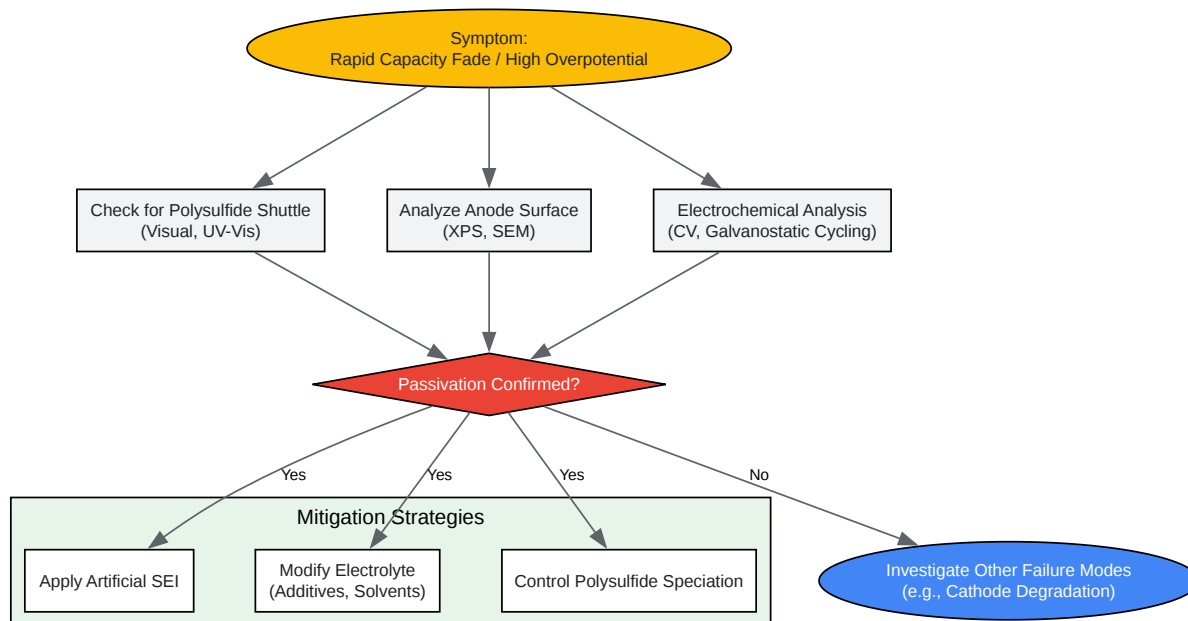 Symptom:
Rapid Capacity Fade / High Overpotential
Check for Polysulfide Shuttle
(Visual, UV-Vis)
Analyze Anode Surface
(XPS, SEM)
Electrochemical Analysis
(CV, Galvanostatic Cycling)
Passivation Confirmed?
Yes
Yes
Yes
No
Mitigation Strategies
Apply Artificial SEI
Modify Electrolyte
(Additives, Solvents)
Control Polysulfide Speciation
Investigate Other Failure Modes
(e.g., Cathode Degradation)